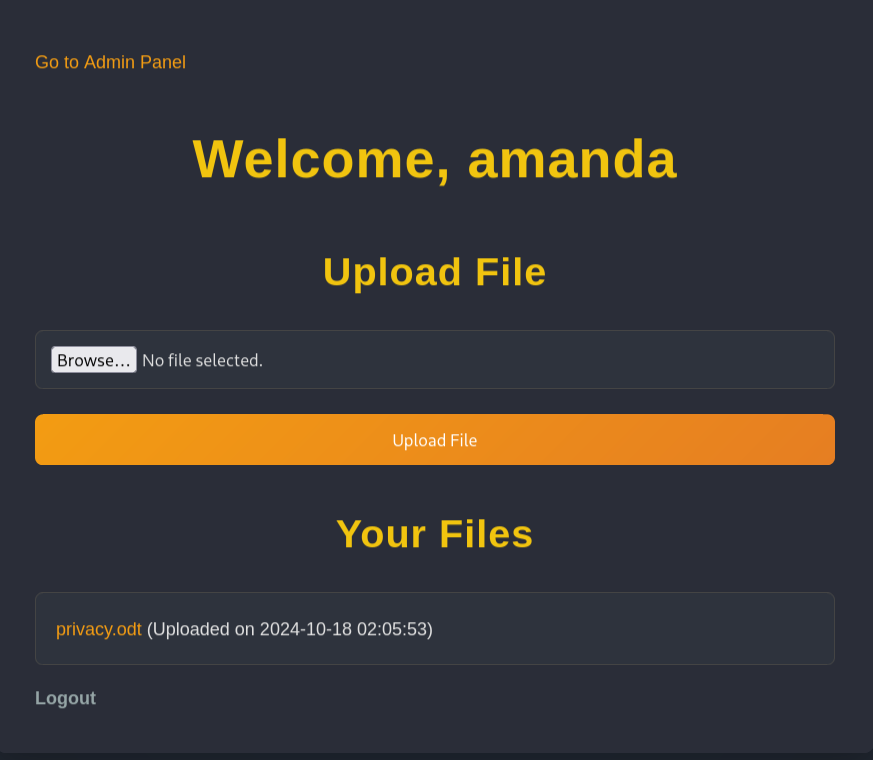 Go to Admin Panel
Welcome, amanda
Upload File
Browse... No file selected.
Upload File
Your Files
privacy.odt (Uploaded on 2024-10-18 02:05:53)
Logout